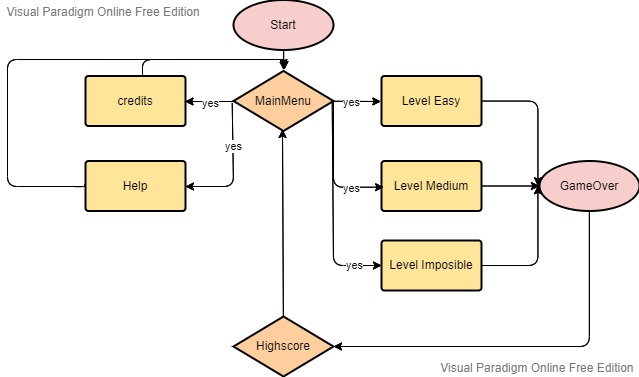 Visual Paradigm Online Free Edition
Start
credits
yes
MainMenu
yes
Level Easy
yes
Help
yes
Level Medium
GameOver
yes
Level Imposible
Highscore
Visual Paradigm Online Free Edition